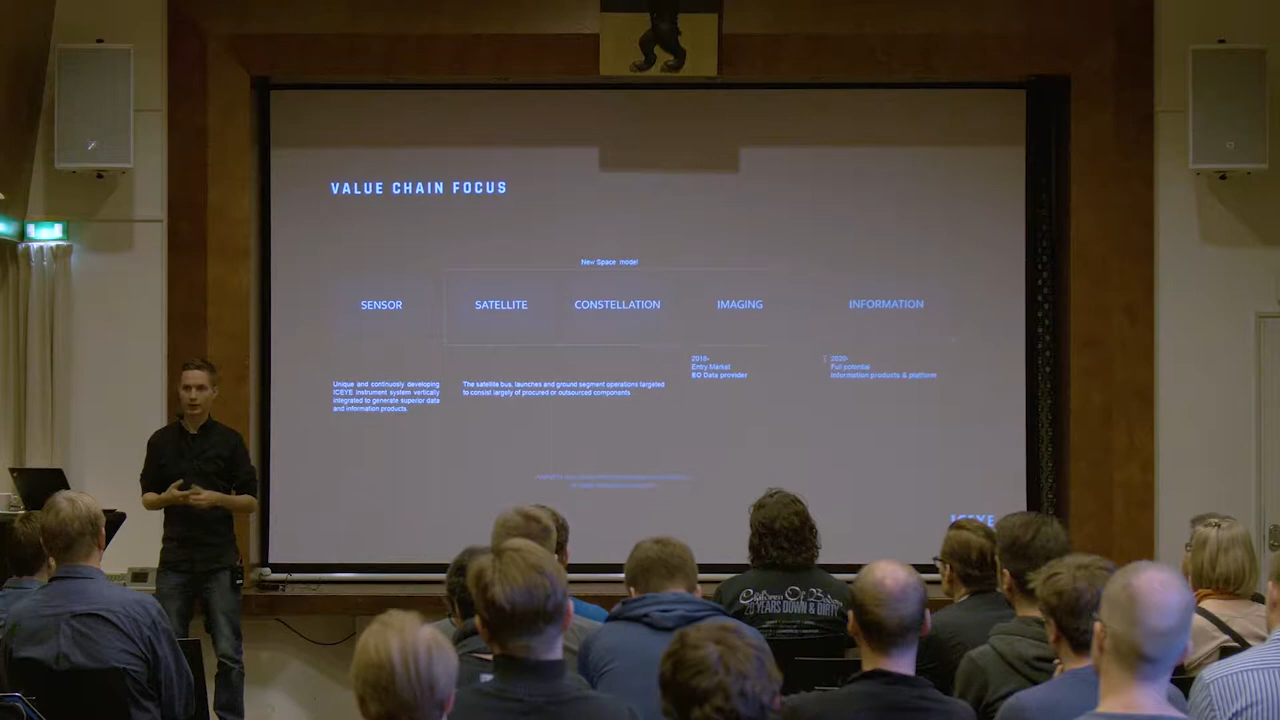 VALUE CHAIN FOCUS
New Space model
SENSOR
SATELLITE
CONSTELLATION
IMAGING
INFORMATION
Unique and continuously developing
ICEYE instrument system vertically
integrated to generate superior data
and information products.
The satellite bus, launches and ground segment operations targeted
to consist largely of procured or outsourced components
2018-
Entry Market
EO Data provider
2020-
Full potential
Information products & platform
ICEYE
Children Of
20 YEARS DOWN & DIRTY